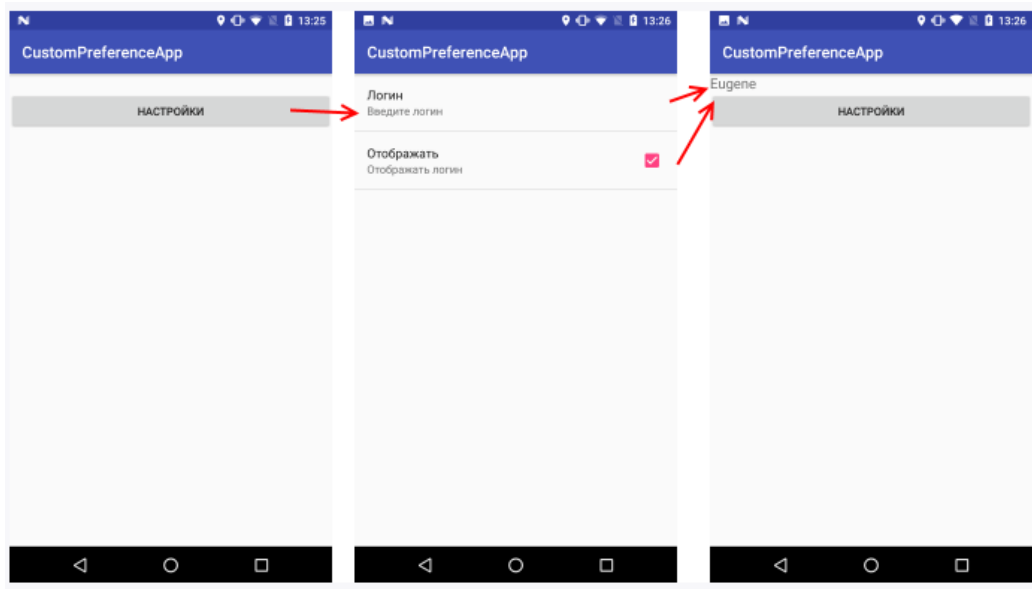 13:25
CustomPreferenceApp
НАСТРОЙКИ
13:26
CustomPreferenceApp
Логин
Введите логин
Отображать
Отображать логин
13:26
CustomPreferenceApp
Eugene
НАСТРОЙКИ